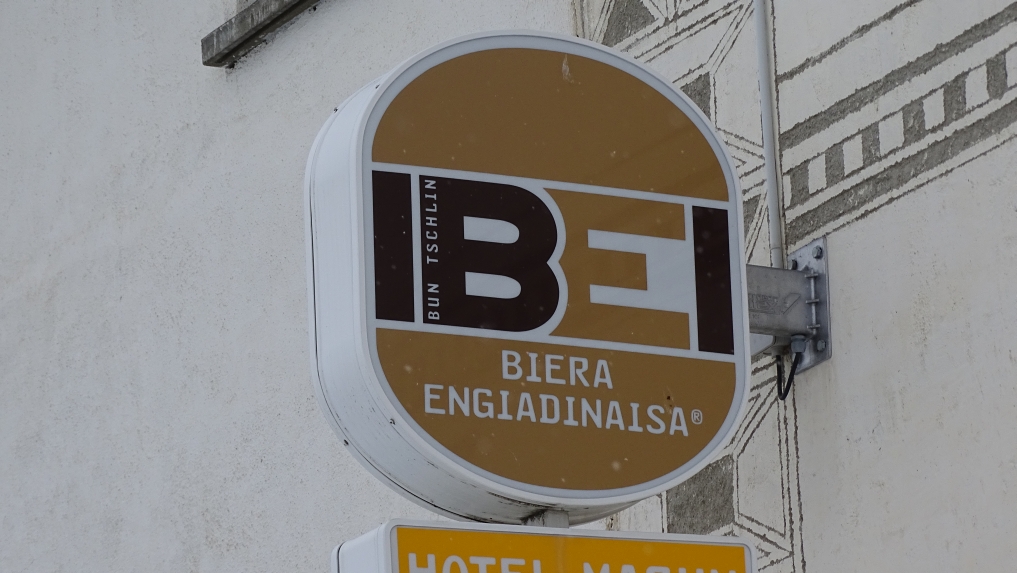 BUN TSCHLIN
BE
BIERA
ENGIADINAISA®
HOTEL